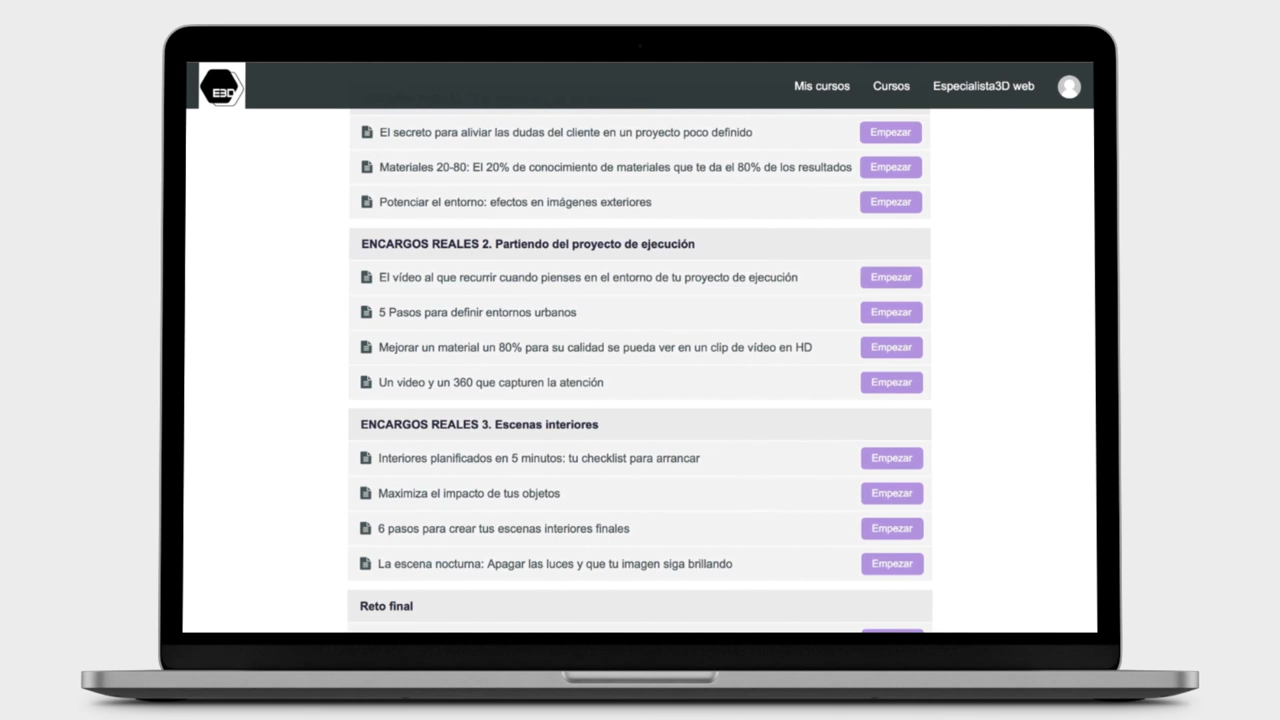 E3D
Mis cursos
Cursos
Especialista3D web
El secreto para aliviar las dudas del cliente en un proyecto poco definido
Empezar
Materiales 20-80: El 20% de conocimiento de materiales que te da el 80% de los resultados
Empezar
Potenciar el entorno: efectos en imágenes exteriores
Empezar
ENCARGOS REALES 2. Partiendo del proyecto de ejecución
El vídeo al que recurrir cuando pienses en el entorno de tu proyecto de ejecución
Empezar
5 Pasos para definir entornos urbanos
Empezar
Mejorar un material un 80% para su calidad se pueda ver en un clip de vídeo en HD
Empezar
Un video y un 360 que capturen la atención
Empezar
ENCARGOS REALES 3. Escenas interiores
Interiores planificados en 5 minutos: tu checklist para arrancar
Empezar
Maximiza el impacto de tus objetos
Empezar
6 pasos para crear tus escenas interiores finales
Empezar
La escena nocturna: Apagar las luces y que tu imagen siga brillando
Empezar
Reto final